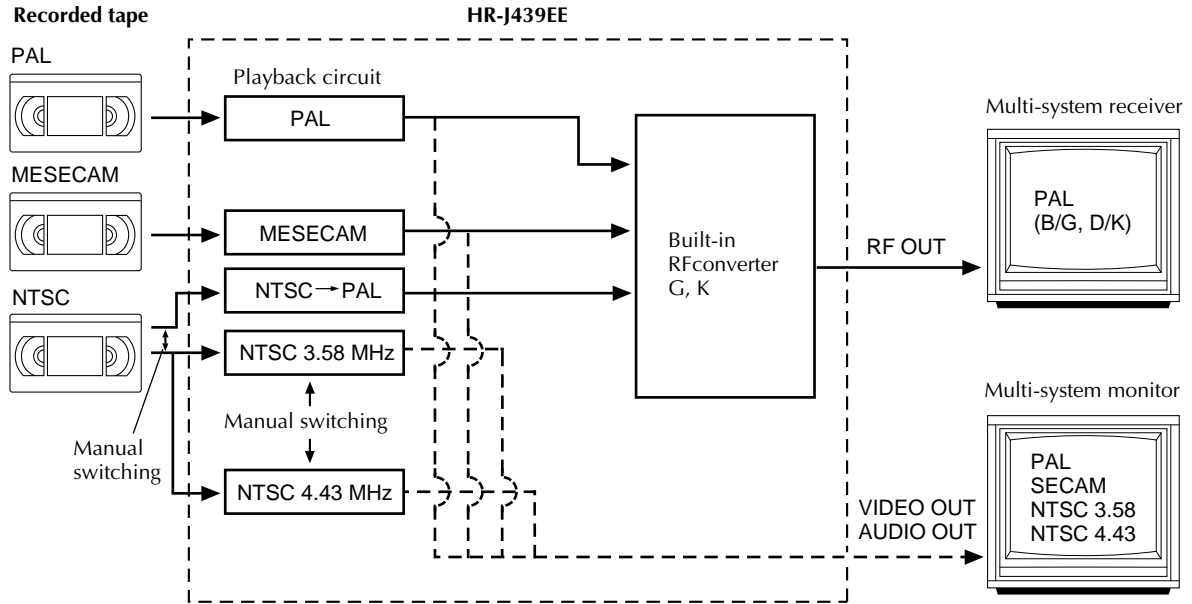 Recorded tape
HR-J439EE
PAL
MESECAM
NTSC
Manual
switching
Playback circuit
PAL
MESECAM
NTSC→PAL
NTSC 3.58 MHz
Manual switching
NTSC 4.43 MHz
Built-in
RFconverter
G, K
RF OUT
VIDEO OUT
AUDIO OUT
Multi-system receiver
PAL
(B/G, D/K)
Multi-system monitor
PAL
SECAM
NTSC 3.58
NTSC 4.43